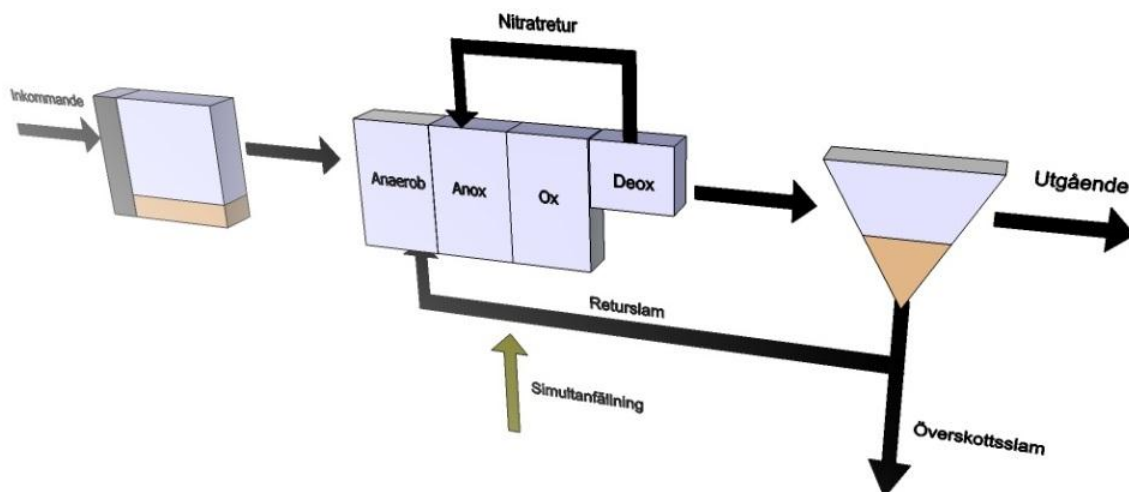 Nitratretur
Inkommande
Anaerob
Anox
Ox
Deox
Utgående
Returslam
Simultanfällning
Överskottsslam